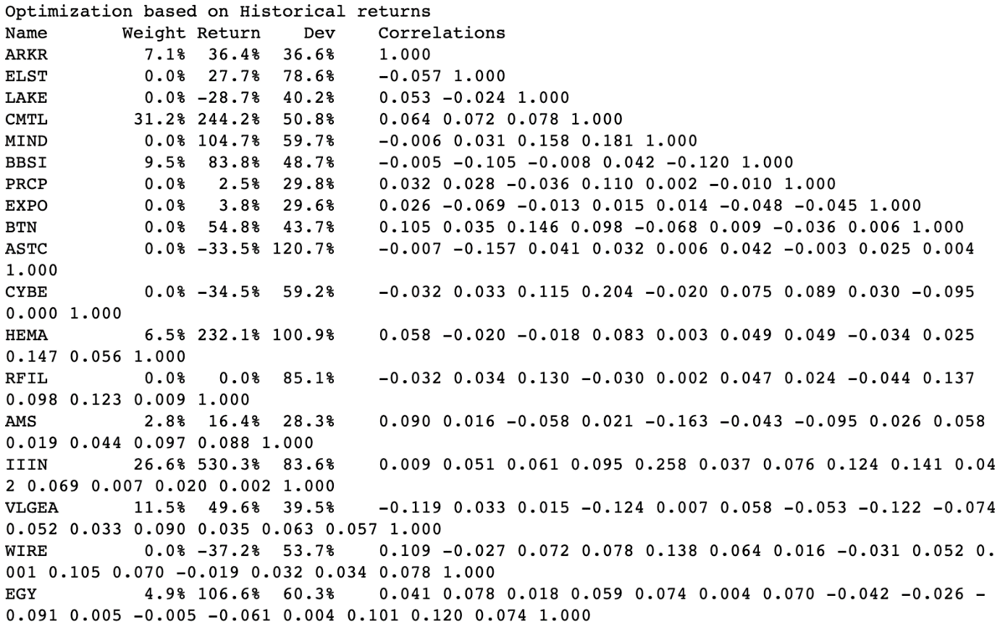 Optimization based on Historical returns
Name Weight Return Dev Correlations
ARKR 7.1% 36.4% 36.6% 1.000
ELST 0.0% 27.7% 78.6% -0.057 1.000
LAKE 0.0% -28.7% 40.2% 0.053 -0.024 1.000
CMTL 31.2% 244.2% 50.8% 0.064 0.072 0.078 1.000
MIND 0.0% 104.7% 59.7% -0.006 0.031 0.158 0.181 1.000
BBSI 9.5% 83.8% 48.7% -0.005 -0.105 -0.008 0.042 -0.120 1.000
PRCP 0.0% 2.5% 29.8% 0.032 0.028 -0.036 0.110 0.002 -0.010 1.000
EXPO 0.0% 3.8% 29.6% 0.026 -0.069 -0.013 0.015 0.014 -0.048 -0.045 1.000
BTN 0.0% 54.8% 43.7% 0.105 0.035 0.146 0.098 -0.068 0.009 -0.036 0.006 1.000
ASTC 0.0% -33.5% 120.7% -0.007 -0.157 0.041 0.032 0.006 0.042 -0.003 0.025 0.004
1.000
CYBE 0.0% -34.5% 59.2% -0.032 0.033 0.115 0.204 -0.020 0.075 0.089 0.030 -0.095
0.000 1.000
HEMA 6.5% 232.1% 100.9% 0.058 -0.020 -0.018 0.083 0.003 0.049 0.049 -0.034 0.025
0.147 0.056 1.000
RFIL 0.0% 0.0% 85.1% -0.032 0.034 0.130 -0.030 0.002 0.047 0.024 -0.044 0.137
0.098 0.123 0.009 1.000
AMS 2.8% 16.4% 28.3% 0.090 0.016 -0.058 0.021 -0.163 -0.043 -0.095 0.026 0.058
0.019 0.044 0.097 0.088 1.000
IIIN 26.6% 530.3% 83.6% 0.009 0.051 0.061 0.095 0.258 0.037 0.076 0.124 0.141 0.04
2 0.069 0.007 0.020 0.002 1.000
VLGEA 11.5% 49.6% 39.5% -0.119 0.033 0.015 -0.124 0.007 0.058 -0.053 -0.122 -0.074
0.052 0.033 0.090 0.035 0.063 0.057 1.000
WIRE 0.0% -37.2% 53.7% 0.109 -0.027 0.072 0.078 0.138 0.064 0.016 -0.031 0.052 0.
001 0.105 0.070 -0.019 0.032 0.034 0.078 1.000
EGY 4.9% 106.6% 60.3% 0.041 0.078 0.018 0.059 0.074 0.004 0.070 -0.042 -0.026 -
0.091 0.005 -0.005 -0.061 0.004 0.101 0.120 0.074 1.000